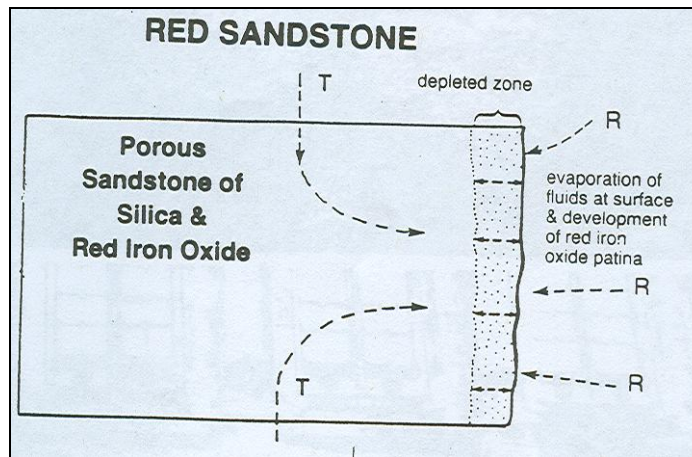 RED SANDSTONE
T
depleted zone
R
Porous
Sandstone of
Silica &
Red Iron Oxide
evaporation of
fluids at surface
& development
of red iron
oxide patina
R
T
R